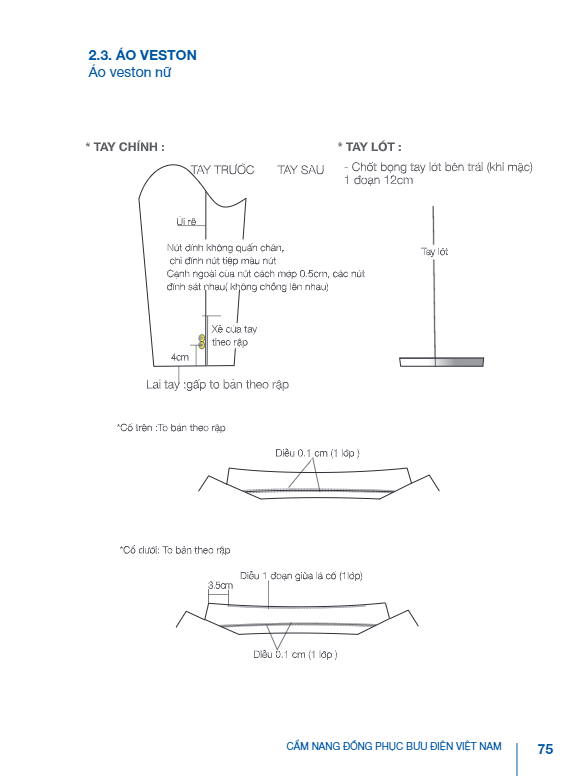 2.3. ÁO VESTON
Áo veston nữ
* TAY CHÍNH :
* TAY LÓT :
TAY TRƯỚC
TAY SAU
- Chốt bọng tay lót bên trái (khi mặc)
1 đoạn 12cm
Ủi rẽ
Nút đính không quấn chân,
chỉ đính nút tiệp màu nút
Cạnh ngoài của nút cách mép 0.5cm, các nút
đính sát nhau( không chồng lên nhau)
Tay lót
Xẻ cửa tay
theo rập
4cm
Lai tay :gấp to bản theo rập
*Cổ trên :To bản theo rập
Diễu 0.1 cm (1 lớp )
*Cổ dưới: To bản theo rập
Diễu 1 đoạn giữa lá cổ (1lớp)
3.5cm
Diễu 0.1 cm (1 lớp )
CẨM NANG ĐỒNG PHỤC BƯU ĐIỆN VIỆT NAM
75